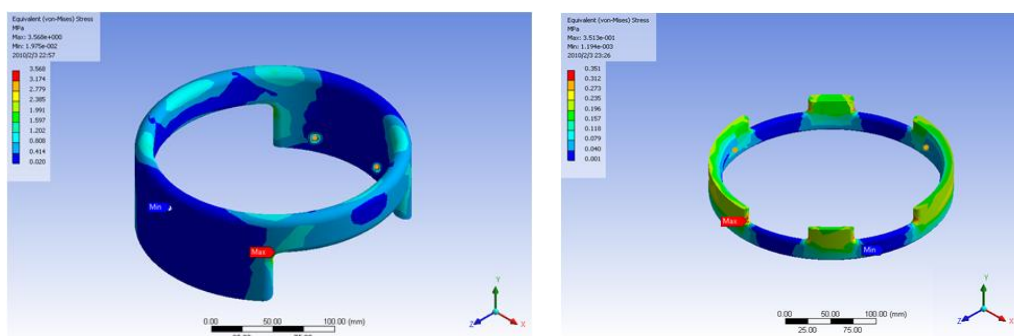 Equivalent (von-Mises) Stress
MPa
Max: 3.568e+000
Min: 1.975e-002
2010/2/3 22:57
3.568
3.174
2.779
2.385
1.991
1.597
1.202
0.808
0.414
0.020
Min
Max
0.00 50.00 100.00 (mm)
25.00 75.00
Y
Z X
Equivalent (von-Mises) Stress
MPa
Max: 3.513e-001
Min: 1.194e-003
2010/2/3 23:26
0.351
0.312
0.273
0.235
0.196
0.157
0.118
0.079
0.040
0.001
Max
Min
0.00 50.00 100.00 (mm)
25.00 75.00
Y
Z X